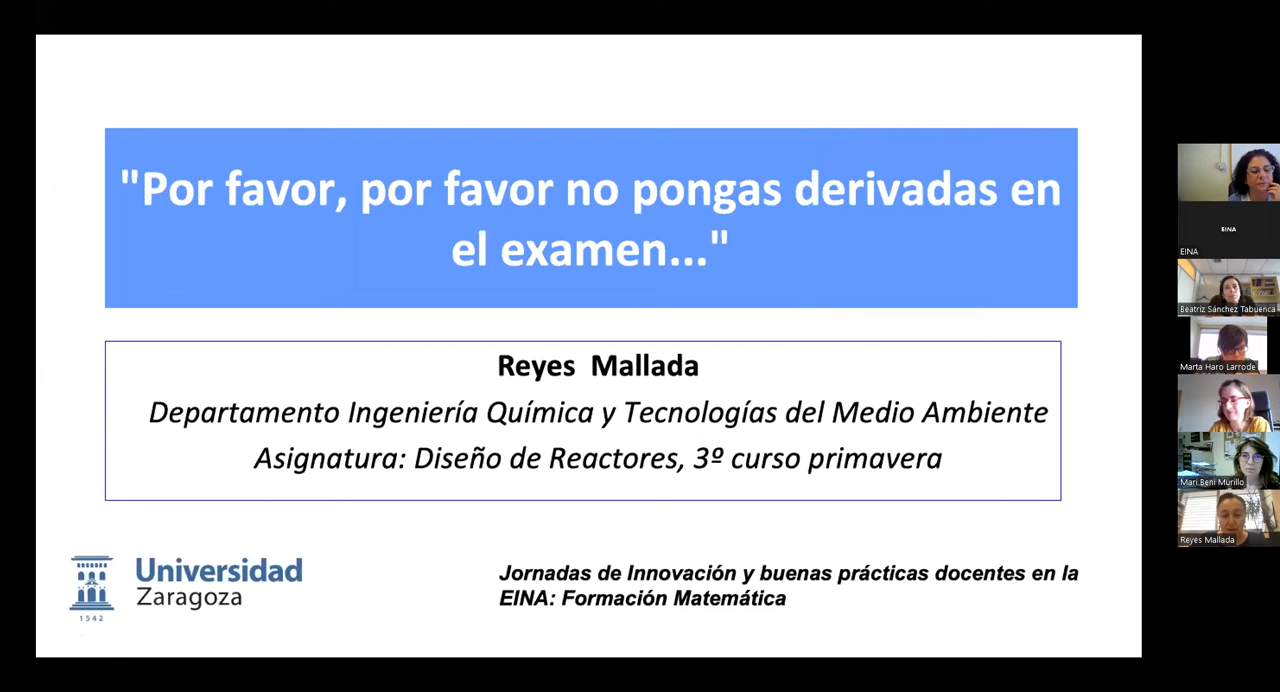 "Por favor, por favor no pongas derivadas en
el examen..."
Reyes Mallada
Departamento Ingeniería Química y Tecnologías del Medio Ambiente
Asignatura: Diseño de Reactores, 3º curso primavera
Universidad
Zaragoza
1542
Jornadas de Innovación y buenas prácticas docentes en la
EINA: Formación Matemática
EINA
EINA
Beatriz Sánchez Tabuenca
Marta Haro Larrode
Mari.Beni Murillo
Reyes Mallada